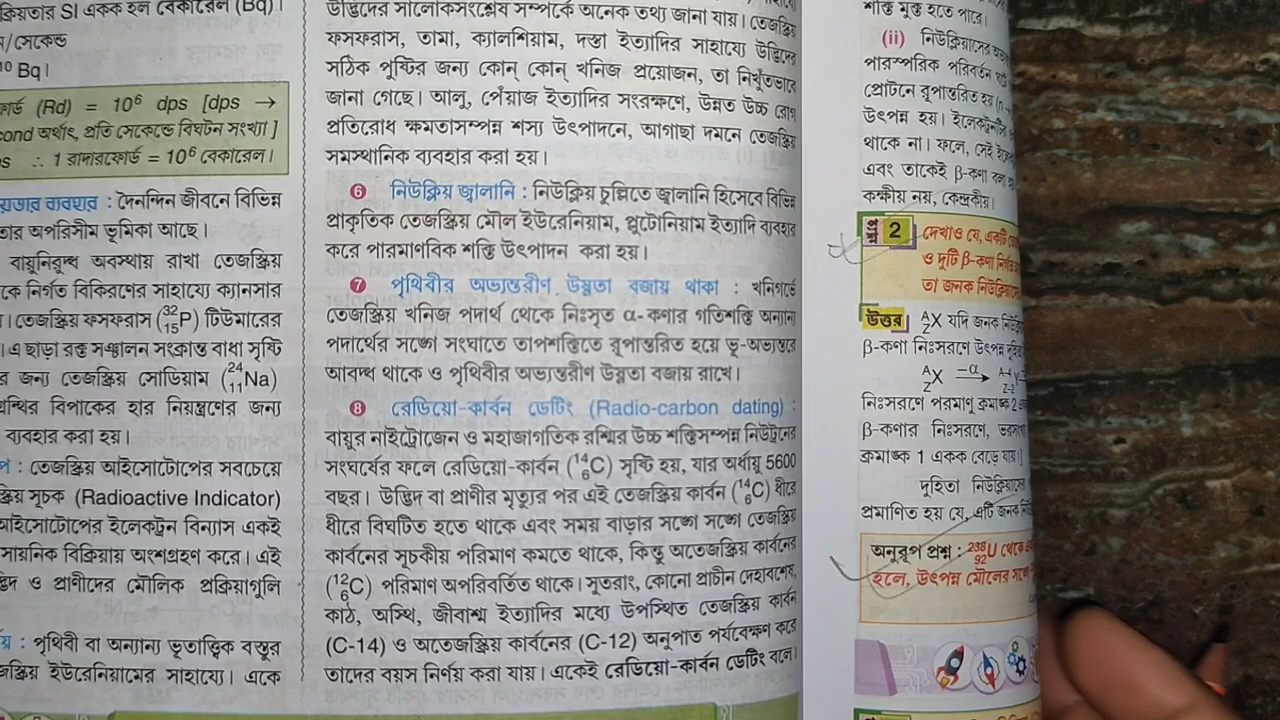 ক্রিয়তার SI একক হল বেকারেল (Bq)।
ন/সেকেন্ড
10 Bq।
ফোর্ড (Rd) = 10⁶ dps [dps →
cond অর্থাৎ, প্রতি সেকেন্ডে বিঘটন সংখ্যা]
∴ 1 রাদারফোর্ড = 10⁶ বেকারেল।
ব্যবহার : দৈনন্দিন জীবনে বিভিন্ন
তার অপরিসীম ভূমিকা আছে।
বায়ুনিরুদ্ধ অবস্থায় রাখা তেজস্ক্রিয়
কে নির্গত বিকিরণের সাহায্যে ক্যানসার
। তেজস্ক্রিয় ফসফরাস (³²₁₅P) টিউমারের
। এ ছাড়া রক্ত সঞ্চালন সংক্রান্ত বাধা সৃষ্টি
র জন্য তেজস্ক্রিয় সোডিয়াম (²⁴₁₁Na)
গ্রন্থির বিপাকের হার নিয়ন্ত্রণের জন্য
ব্যবহার করা হয়।
: তেজস্ক্রিয় আইসোটোপের সবচেয়ে
ক্রিয় সূচক (Radioactive Indicator)
আইসোটোপের ইলেকট্রন বিন্যাস একই
সায়নিক বিক্রিয়ায় অংশগ্রহণ করে। এই
দ্ভিদ ও প্রাণীদের মৌলিক প্রক্রিয়াগুলি
: পৃথিবী বা অন্যান্য ভূতাত্ত্বিক বস্তুর
জস্ক্রিয় ইউরেনিয়ামের সাহায্যে। একে
উদ্ভিদের সালোকসংশ্লেষ সম্পর্কে অনেক তথ্য জানা যায়। তেজস্ক্রিয়
ফসফরাস, তামা, ক্যালশিয়াম, দস্তা ইত্যাদির সাহায্যে উদ্ভিদের
সঠিক পুষ্টির জন্য কোন্ কোন্ খনিজ প্রয়োজন, তা নিখুঁতভাবে
জানা গেছে। আলু, পেঁয়াজ ইত্যাদির সংরক্ষণে, উন্নত উচ্চ রোগ
প্রতিরোধ ক্ষমতাসম্পন্ন শস্য উৎপাদনে, আগাছা দমনে তেজস্ক্রিয়
সমস্থানিক ব্যবহার করা হয়।
6 নিউক্লিয় জ্বালানি : নিউক্লিয় চুল্লিতে জ্বালানি হিসেবে বিভিন্ন
প্রাকৃতিক তেজস্ক্রিয় মৌল ইউরেনিয়াম, প্লুটোনিয়াম ইত্যাদি ব্যবহার
করে পারমাণবিক শক্তি উৎপাদন করা হয়।
7 পৃথিবীর অভ্যন্তরীণ উষ্ণতা বজায় থাকা : খনিগর্ভে
তেজস্ক্রিয় খনিজ পদার্থ থেকে নিঃসৃত α-কণার গতিশক্তি অন্যান্য
পদার্থের সঙ্গে সংঘাতে তাপশক্তিতে রূপান্তরিত হয়ে ভূ-অভ্যন্তরে
আবদ্ধ থাকে ও পৃথিবীর অভ্যন্তরীণ উষ্ণতা বজায় রাখে।
8 রেডিয়ো-কার্বন ডেটিং (Radio-carbon dating) :
বায়ুর নাইট্রোজেন ও মহাজাগতিক রশ্মির উচ্চ শক্তিসম্পন্ন নিউট্রনের
সংঘর্ষের ফলে রেডিয়ো-কার্বন (¹⁴₆C) সৃষ্টি হয়, যার অর্ধায়ু 5600
বছর। উদ্ভিদ বা প্রাণীর মৃত্যুর পর এই তেজস্ক্রিয় কার্বন (¹⁴₆C) ধীরে
ধীরে বিঘটিত হতে থাকে এবং সময় বাড়ার সঙ্গে সঙ্গে তেজস্ক্রিয়
কার্বনের সূচকীয় পরিমাণ কমতে থাকে, কিন্তু অতেজস্ক্রিয় কার্বনের
(¹²₆C) পরিমাণ অপরিবর্তিত থাকে। সুতরাং, কোনো প্রাচীন দেহাবশেষ,
কাঠ, অস্থি, জীবাশ্ম ইত্যাদির মধ্যে উপস্থিত তেজস্ক্রিয় কার্বন
(C-14) ও অতেজস্ক্রিয় কার্বনের (C-12) অনুপাত পর্যবেক্ষণ করে
তাদের বয়স নির্ণয় করা যায়। একেই রেডিয়ো-কার্বন ডেটিং বলে।
শক্তি মুক্ত হতে পারে।
(ii) নিউক্লিয়াসের
পারস্পরিক পরিবর্তন
প্রোটনে রূপান্তরিত হয়
উৎপন্ন হয়।
থাকে না। ফলে, সেই
এবং তাকেই β-কণা বলা হয়
কক্ষীয় নয়, কেন্দ্রকীয়।
প্রশ্ন 2 দেখাও যে, একটি
ও দুটি β-কণা
তা জনক
উত্তর ᴬ_ZX যদি জনক
β-কণা নিঃসরণে উৎপন্ন
ᴬ_ZX —−α→
নিঃসরণে পরমাণু ক্রমাঙ্ক 2
β-কণার নিঃসরণে,
ক্রমাঙ্ক 1 একক বেড়ে যায়]
দুহিতা
প্রমাণিত হয় যে, এটি জনক
অনুরূপ প্রশ্ন : ²³⁸₉₂U থেকে
হলে, উৎপন্ন মৌলের সঙ্গে